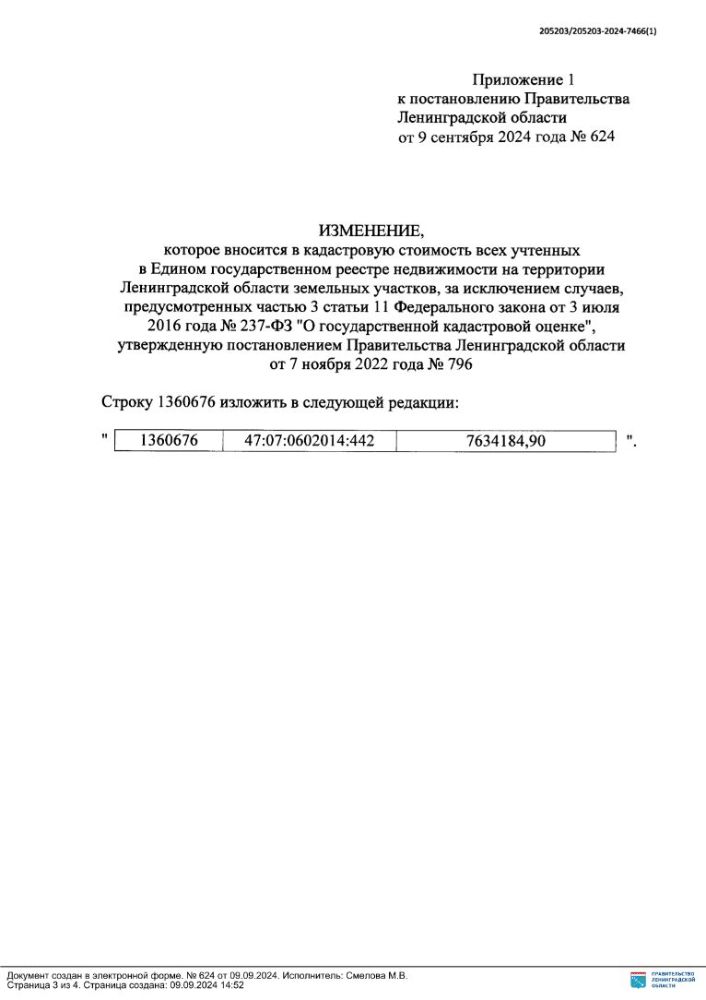 205203/205203-2024-7466(1)
Приложение 1
к постановлению Правительства
Ленинградской области
от 9 сентября 2024 года № 624
ИЗМЕНЕНИЕ,
которое вносится в кадастровую стоимость всех учтенных
в Едином государственном реестре недвижимости на территории
Ленинградской области земельных участков, за исключением случаев,
предусмотренных частью 3 статьи 11 Федерального закона от 3 июля
2016 года № 237-ФЗ "О государственной кадастровой оценке",
утвержденную постановлением Правительства Ленинградской области
от 7 ноября 2022 года № 796
Строку 1360676 изложить в следующей редакции:
" 1360676 47:07:0602014:442 7634184,90 ".
Документ создан в электронной форме. № 624 от 09.09.2024. Исполнитель: Смелова М.В.
Страница 3 из 4. Страница создана: 09.09.2024 14:52
ПРАВИТЕЛЬСТВО
ЛЕНИНГРАДСКОЙ
ОБЛАСТИ